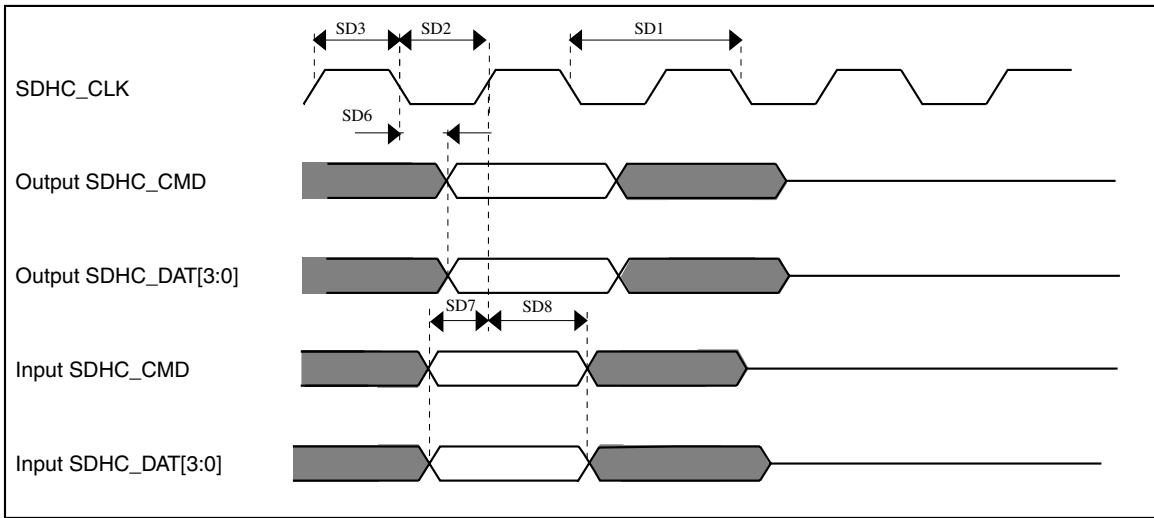 SD3 SD2 SD1
SDHC_CLK
SD6
Output SDHC_CMD
Output SDHC_DAT[3:0]
SD7 SD8
Input SDHC_CMD
Input SDHC_DAT[3:0]